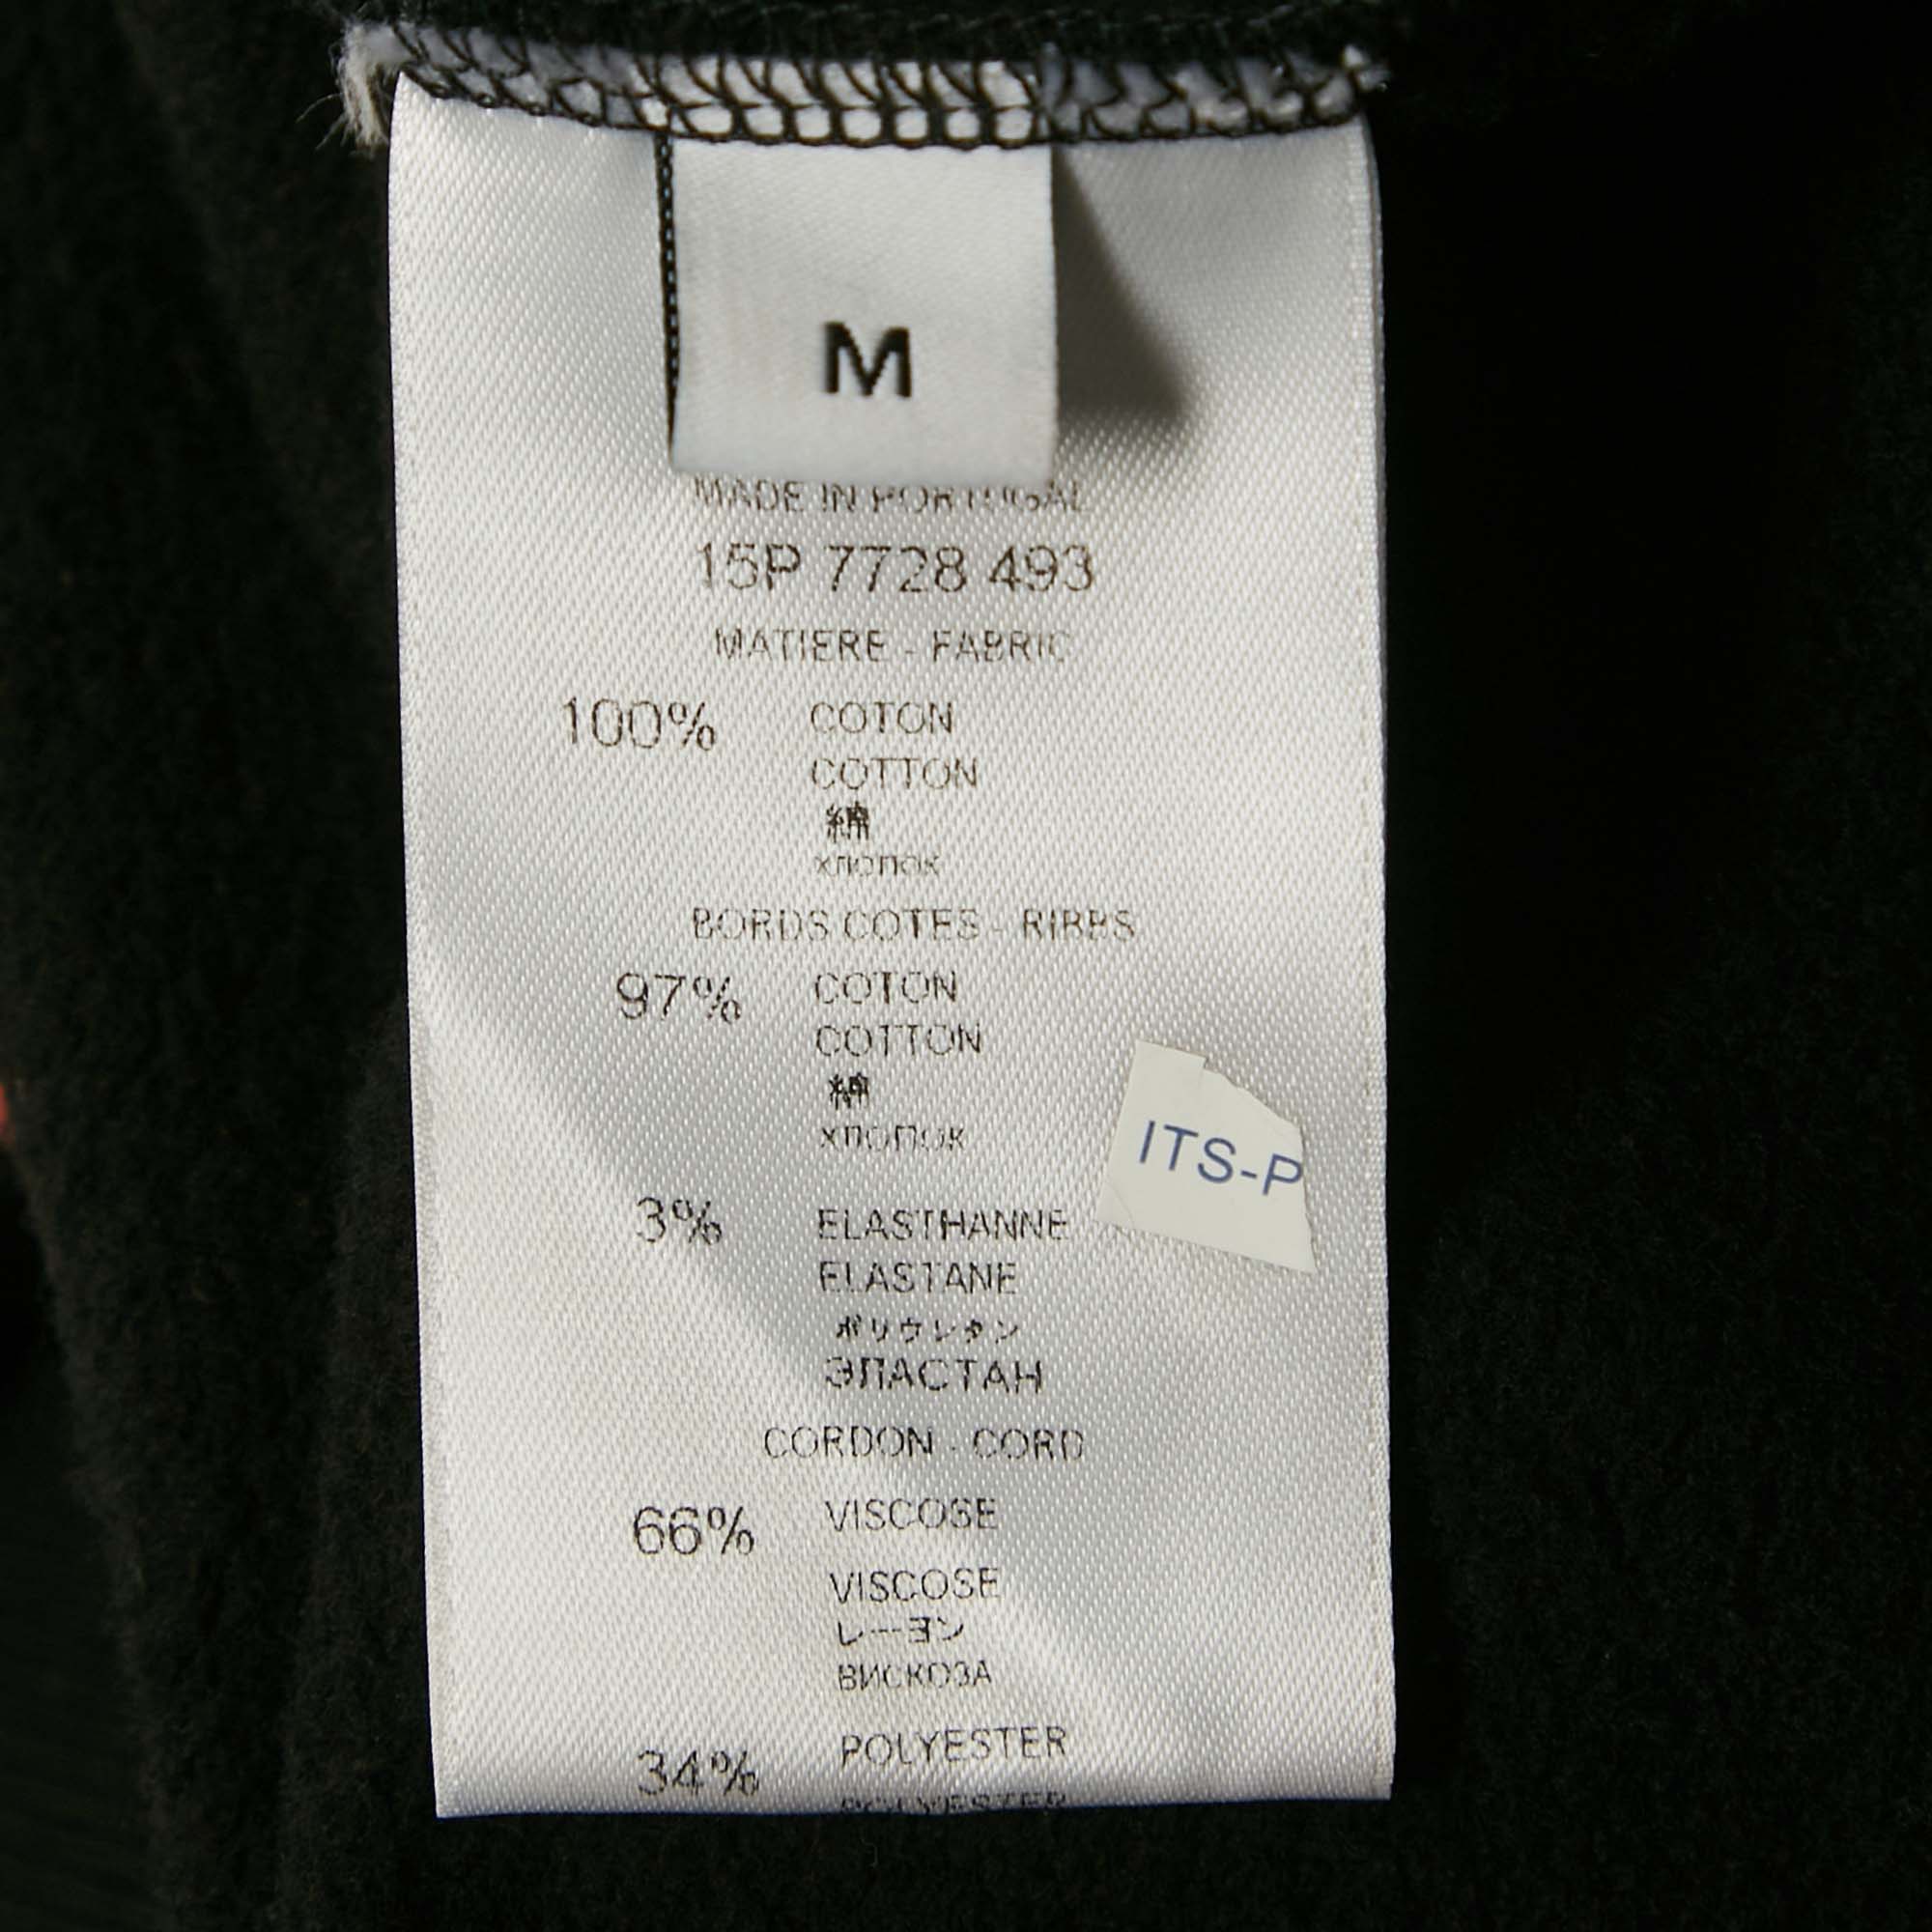 M
MADE IN PORTUGAL
15P 7728 493
MATIERE - FABRIC
100% COTON
COTTON
綿
хлопок
BORDS COTES - RIBBS
97% COTON
COTTON
綿
хлопок
ITS-P
3% ELASTHANNE
ELASTANE
ポリウレタン
ЭЛАСТАН
CORDON - CORD
66% VISCOSE
VISCOSE
レーヨン
ВИСКОЗА
34% POLYESTER
POLYESTER